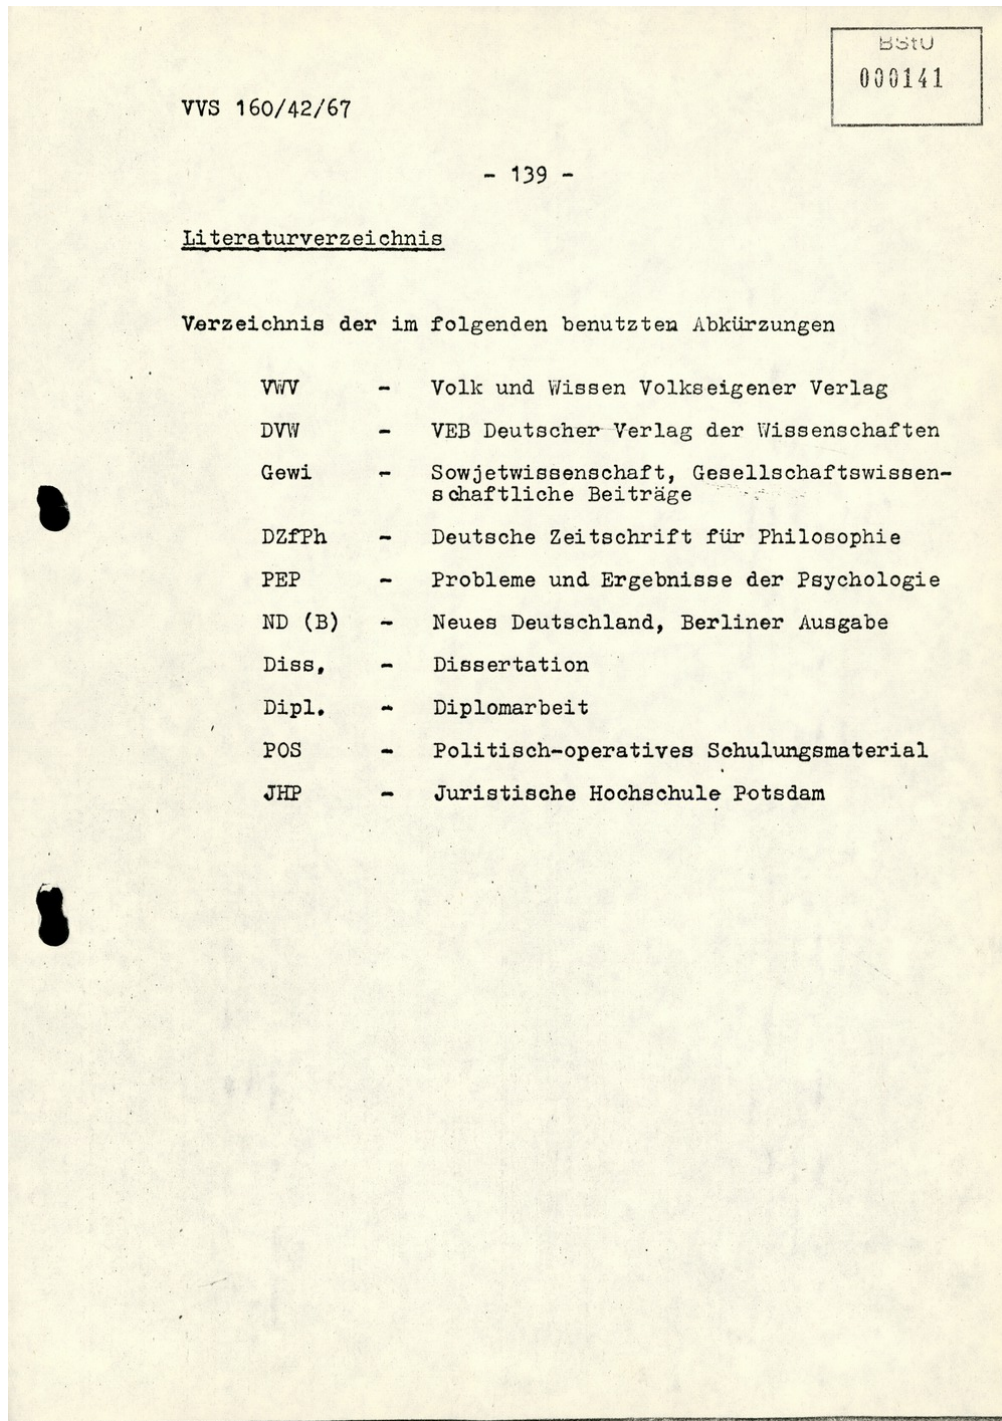 BStU
000141
VVS 160/42/67
- 139 -
Literaturverzeichnis
Verzeichnis der im folgenden benutzten Abkürzungen
VWV - Volk und Wissen Volkseigener Verlag
DVW - VEB Deutscher Verlag der Wissenschaften
Gewi - Sowjetwissenschaft, Gesellschaftswissen-
schaftliche Beiträge
DZfPh - Deutsche Zeitschrift für Philosophie
PEP - Probleme und Ergebnisse der Psychologie
ND (B) - Neues Deutschland, Berliner Ausgabe
Diss. - Dissertation
Dipl. - Diplomarbeit
POS - Politisch-operatives Schulungsmaterial
JHP - Juristische Hochschule Potsdam